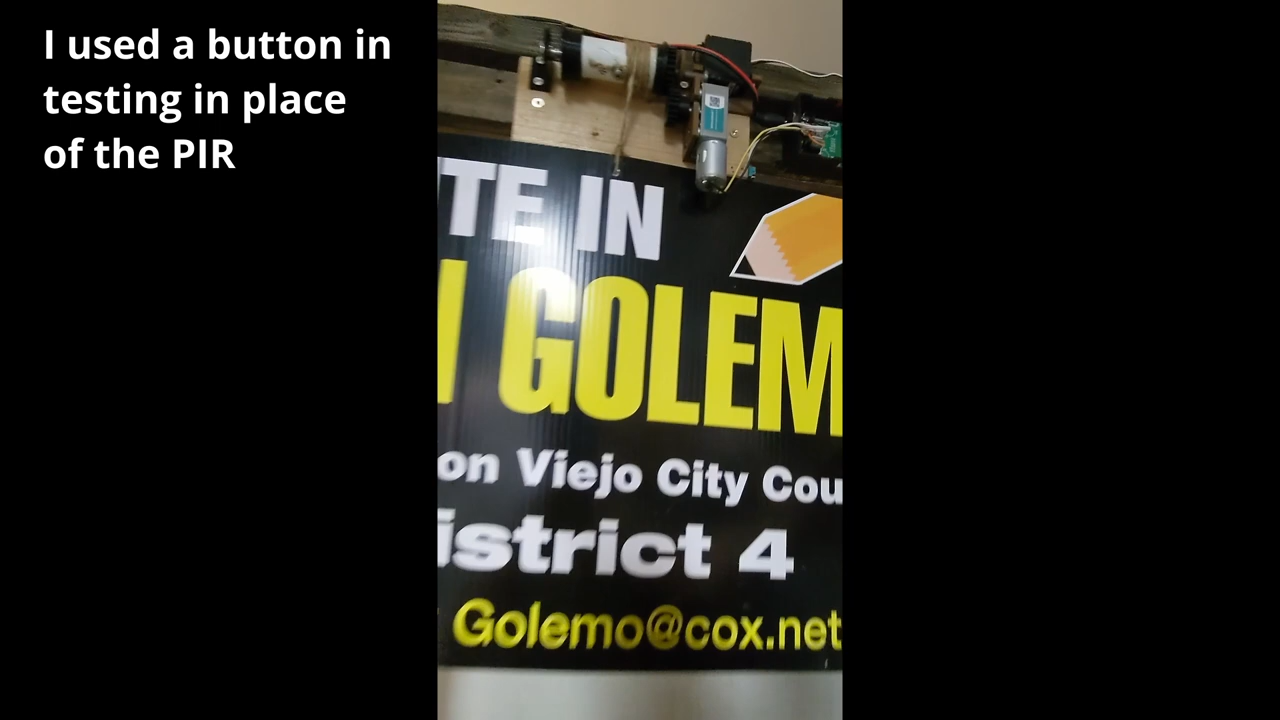 I used a button in
testing in place
of the PIR
TE IN
GOLEM
on Viejo City Cou
istrict 4
Golemo@cox.net